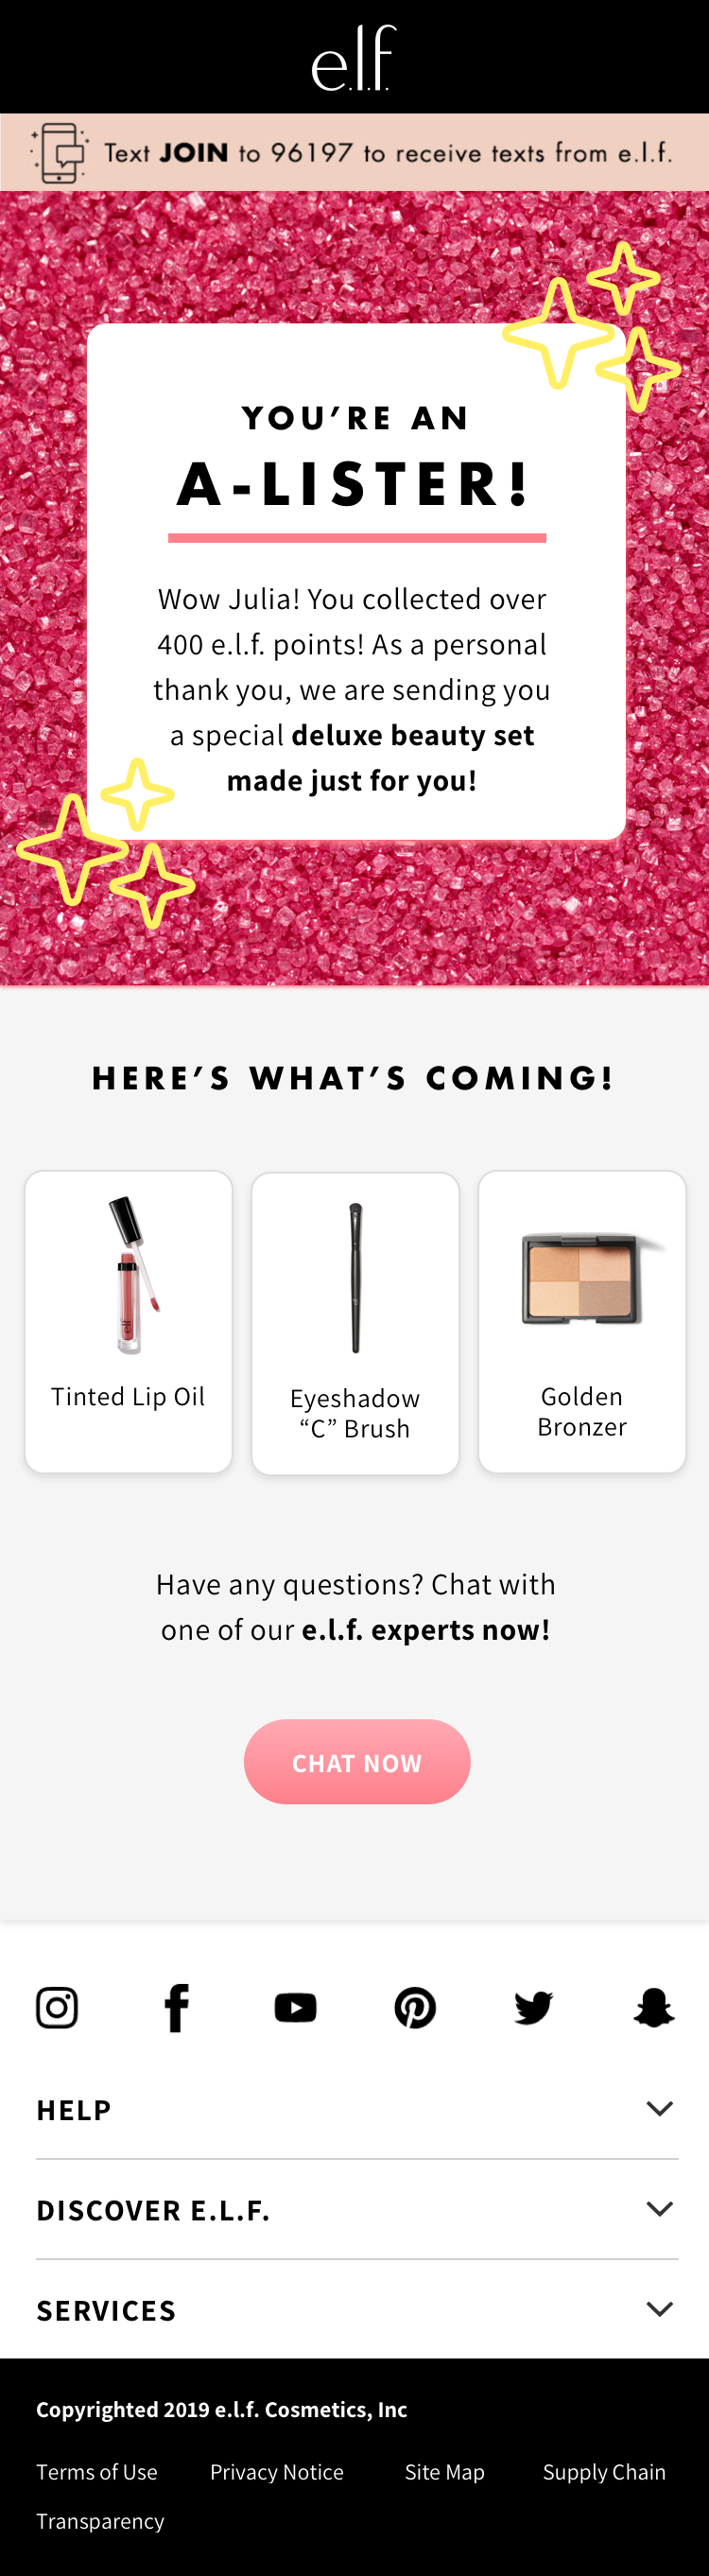 e.l.f.
Text JOIN to 96197 to receive texts from e.l.f.
YOU’RE AN
A-LISTER!
Wow Julia! You collected over
400 e.l.f. points! As a personal
thank you, we are sending you
a special deluxe beauty set
made just for you!
HERE’S WHAT’S COMING!
Tinted Lip Oil
Eyeshadow
“C” Brush
Golden
Bronzer
Have any questions? Chat with
one of our e.l.f. experts now!
CHAT NOW
HELP
DISCOVER E.L.F.
SERVICES
Copyrighted 2019 e.l.f. Cosmetics, Inc
Terms of Use Privacy Notice Site Map Supply Chain
Transparency